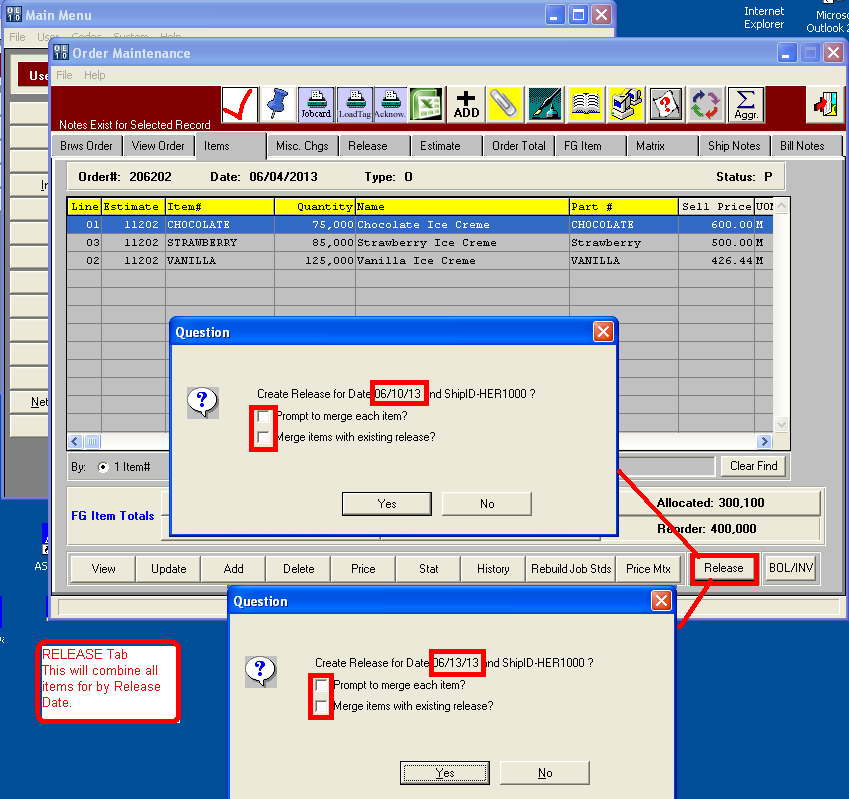 Main Menu
File User Codes System Help
Internet Explorer
Outlook 2
Order Maintenance
File Help
Use
Notes Exist for Selected Record
Jobcard LoadTag Acknow. ADD Aggr.
Brws Order View Order Items Misc. Chgs Release Estimate Order Total FG Item Matrix Ship Notes Bill Notes
Order#: 206202 Date: 06/04/2013 Type: O Status: P
Line Estimate Item# Quantity Name Part # Sell Price UOM
01 11202 CHOCOLATE 75,000 Chocolate Ice Creme CHOCOLATE 600.00 M
03 11202 STRAWBERRY 85,000 Strawberry Ice Creme Strawberry 500.00 M
02 11202 VANILLA 125,000 Vanilla Ice Creme VANILLA 426.44 M
Question
Create Release for Date 06/10/13 and ShipID-HER1000 ?
Prompt to merge each item?
Merge items with existing release?
Yes No
Net
By: 1 Item# Clear Find
FG Item Totals Allocated: 300,100
Reorder: 400,000
View Update Add Delete Price Stat History Rebuild Job Stds Price Mtx Release BOL/INV
AS
Question
Create Release for Date 06/13/13 and ShipID-HER1000 ?
Prompt to merge each item?
Merge items with existing release?
Yes No
RELEASE Tab
This will combine all
items for by Release
Date.